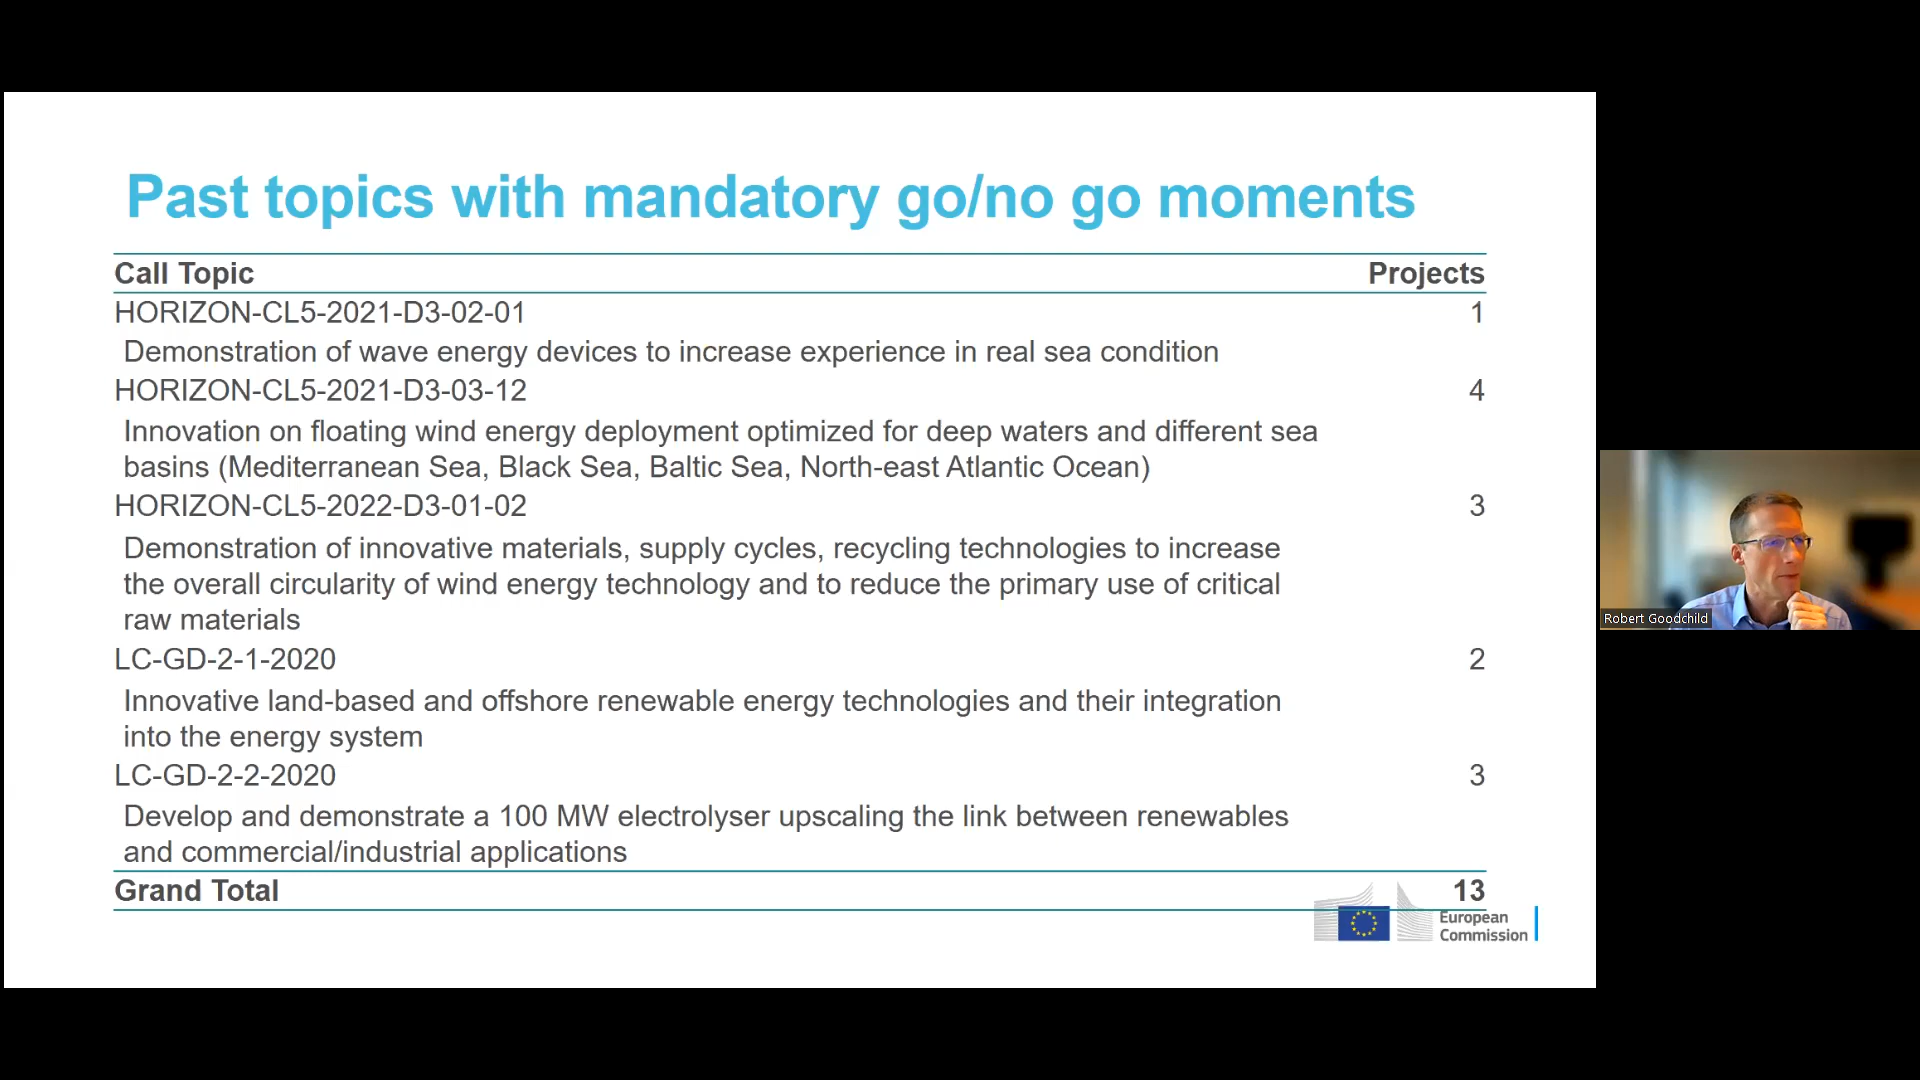 Past topics with mandatory go/no go moments
Call Topic Projects
HORIZON-CL5-2021-D3-02-01 1
Demonstration of wave energy devices to increase experience in real sea condition
HORIZON-CL5-2021-D3-03-12 4
Innovation on floating wind energy deployment optimized for deep waters and different sea
basins (Mediterranean Sea, Black Sea, Baltic Sea, North-east Atlantic Ocean)
HORIZON-CL5-2022-D3-01-02 3
Demonstration of innovative materials, supply cycles, recycling technologies to increase
the overall circularity of wind energy technology and to reduce the primary use of critical
raw materials
LC-GD-2-1-2020 2
Innovative land-based and offshore renewable energy technologies and their integration
into the energy system
LC-GD-2-2-2020 3
Develop and demonstrate a 100 MW electrolyser upscaling the link between renewables
and commercial/industrial applications
Grand Total 13
European
Commission
Robert Goodchild